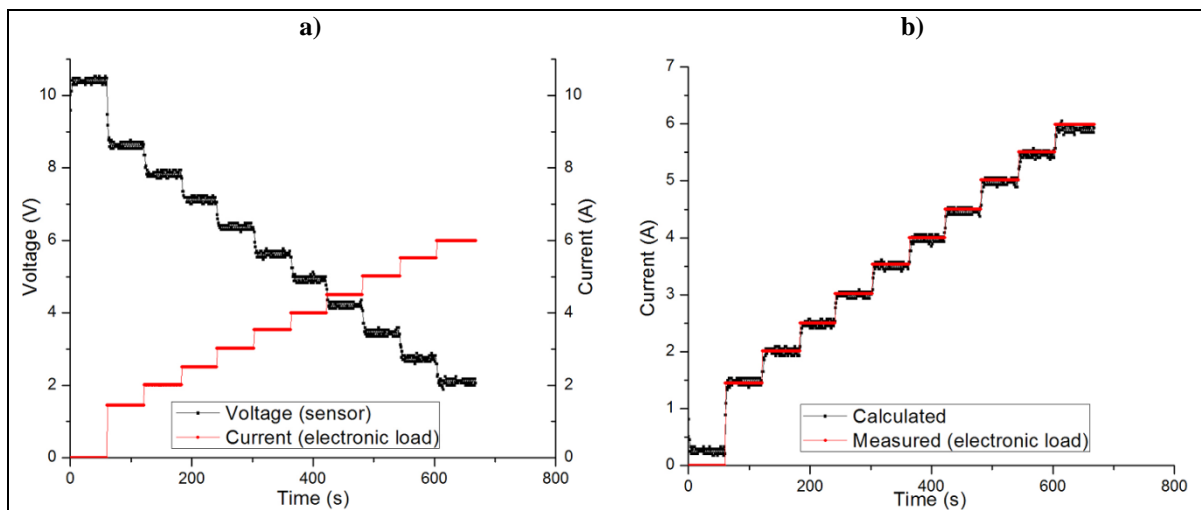 a)
10
8
6
4
2
0
Voltage (V)
10
8
6
4
2
0
Current (A)
Voltage (sensor)
Current (electronic load)
0
200
400
600
800
Time (s)
b)
7
6
5
4
3
2
1
0
Current (A)
Calculated
Measured (electronic load)
0
200
400
600
800
Time (s)